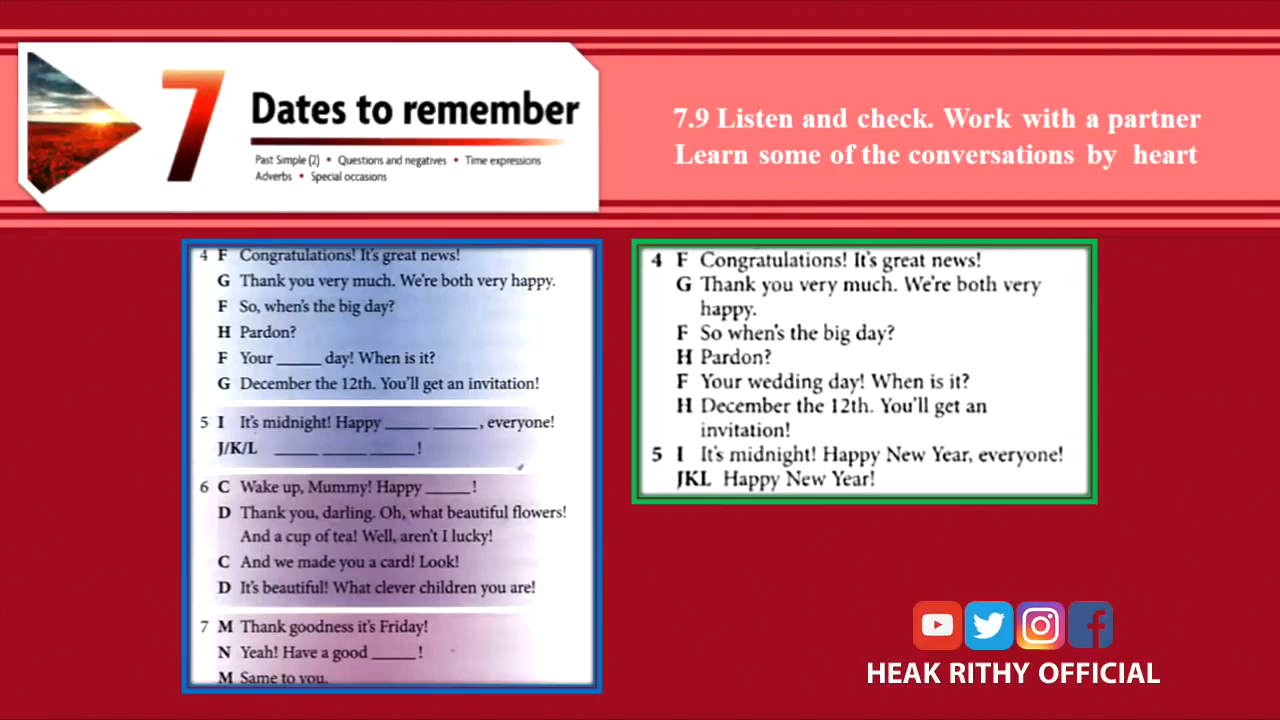 7 Dates to remember
Past Simple (2) • Questions and negatives • Time expressions
Adverbs • Special occasions
7.9 Listen and check. Work with a partner
Learn some of the conversations by heart
4 F Congratulations! It's great news!
G Thank you very much. We're both very happy.
F So, when's the big day?
H Pardon?
F Your _____ day! When is it?
G December the 12th. You'll get an invitation!
5 I It's midnight! Happy _____ _____, everyone!
J/K/L _____ _____ _____!
6 C Wake up, Mummy! Happy _____!
D Thank you, darling. Oh, what beautiful flowers!
And a cup of tea! Well, aren't I lucky!
C And we made you a card! Look!
D It's beautiful! What clever children you are!
7 M Thank goodness it's Friday!
N Yeah! Have a good _____!
M Same to you.
4 F Congratulations! It's great news!
G Thank you very much. We're both very
happy.
F So when's the big day?
H Pardon?
F Your wedding day! When is it?
H December the 12th. You'll get an
invitation!
5 I It's midnight! Happy New Year, everyone!
JKL Happy New Year!
HEAK RITHY OFFICIAL